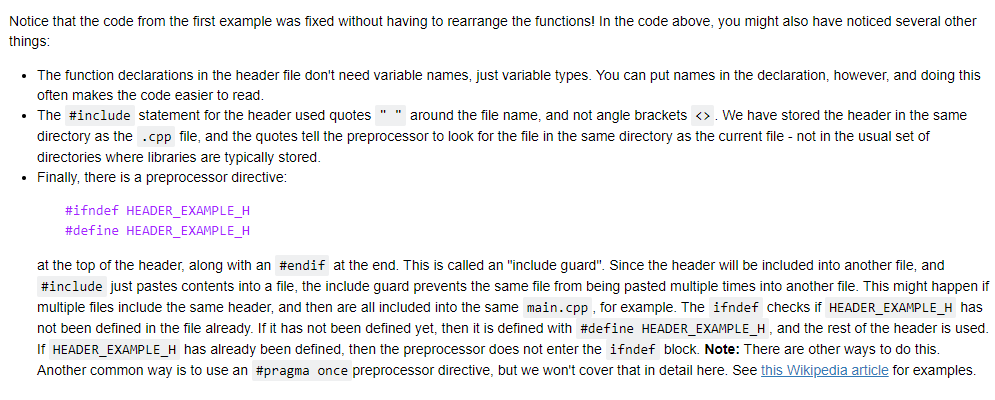 Notice that the code from the first example was fixed without having to rearrange the functions! In the code above, you might also have noticed several other
things:
• The function declarations in the header file don't need variable names, just variable types. You can put names in the declaration, however, and doing this
often makes the code easier to read.
• The #include statement for the header used quotes " " around the file name, and not angle brackets <> . We have stored the header in the same
directory as the .cpp file, and the quotes tell the preprocessor to look for the file in the same directory as the current file - not in the usual set of
directories where libraries are typically stored.
• Finally, there is a preprocessor directive:
#ifndef HEADER_EXAMPLE_H
#define HEADER_EXAMPLE_H
at the top of the header, along with an #endif at the end. This is called an "include guard". Since the header will be included into another file, and
#include just pastes contents into a file, the include guard prevents the same file from being pasted multiple times into another file. This might happen if
multiple files include the same header, and then are all included into the same main.cpp , for example. The ifndef checks if HEADER_EXAMPLE_H has
not been defined in the file already. If it has not been defined yet, then it is defined with #define HEADER_EXAMPLE_H , and the rest of the header is used.
If HEADER_EXAMPLE_H has already been defined, then the preprocessor does not enter the ifndef block. Note: There are other ways to do this.
Another common way is to use an #pragma once preprocessor directive, but we won't cover that in detail here. See this Wikipedia article for examples.